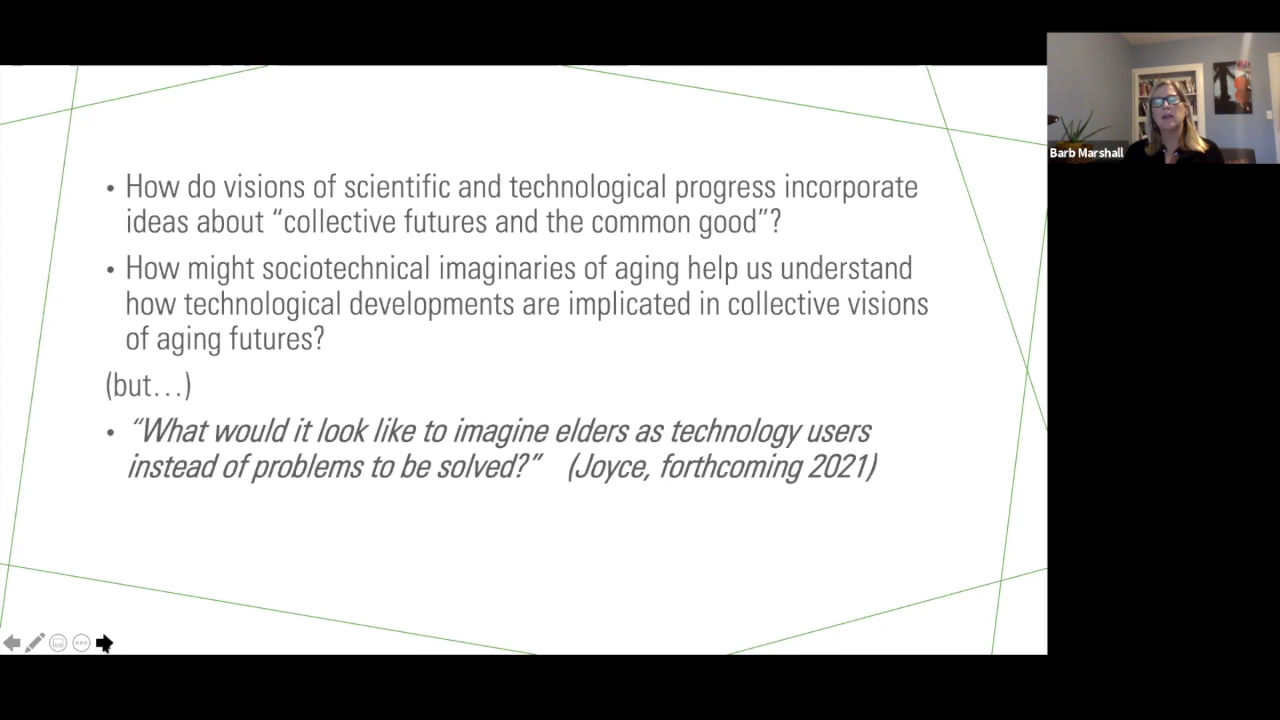 • How do visions of scientific and technological progress incorporate
ideas about “collective futures and the common good”?
• How might sociotechnical imaginaries of aging help us understand
how technological developments are implicated in collective visions
of aging futures?
(but…)
• “What would it look like to imagine elders as technology users
instead of problems to be solved?” (Joyce, forthcoming 2021)
Barb Marshall